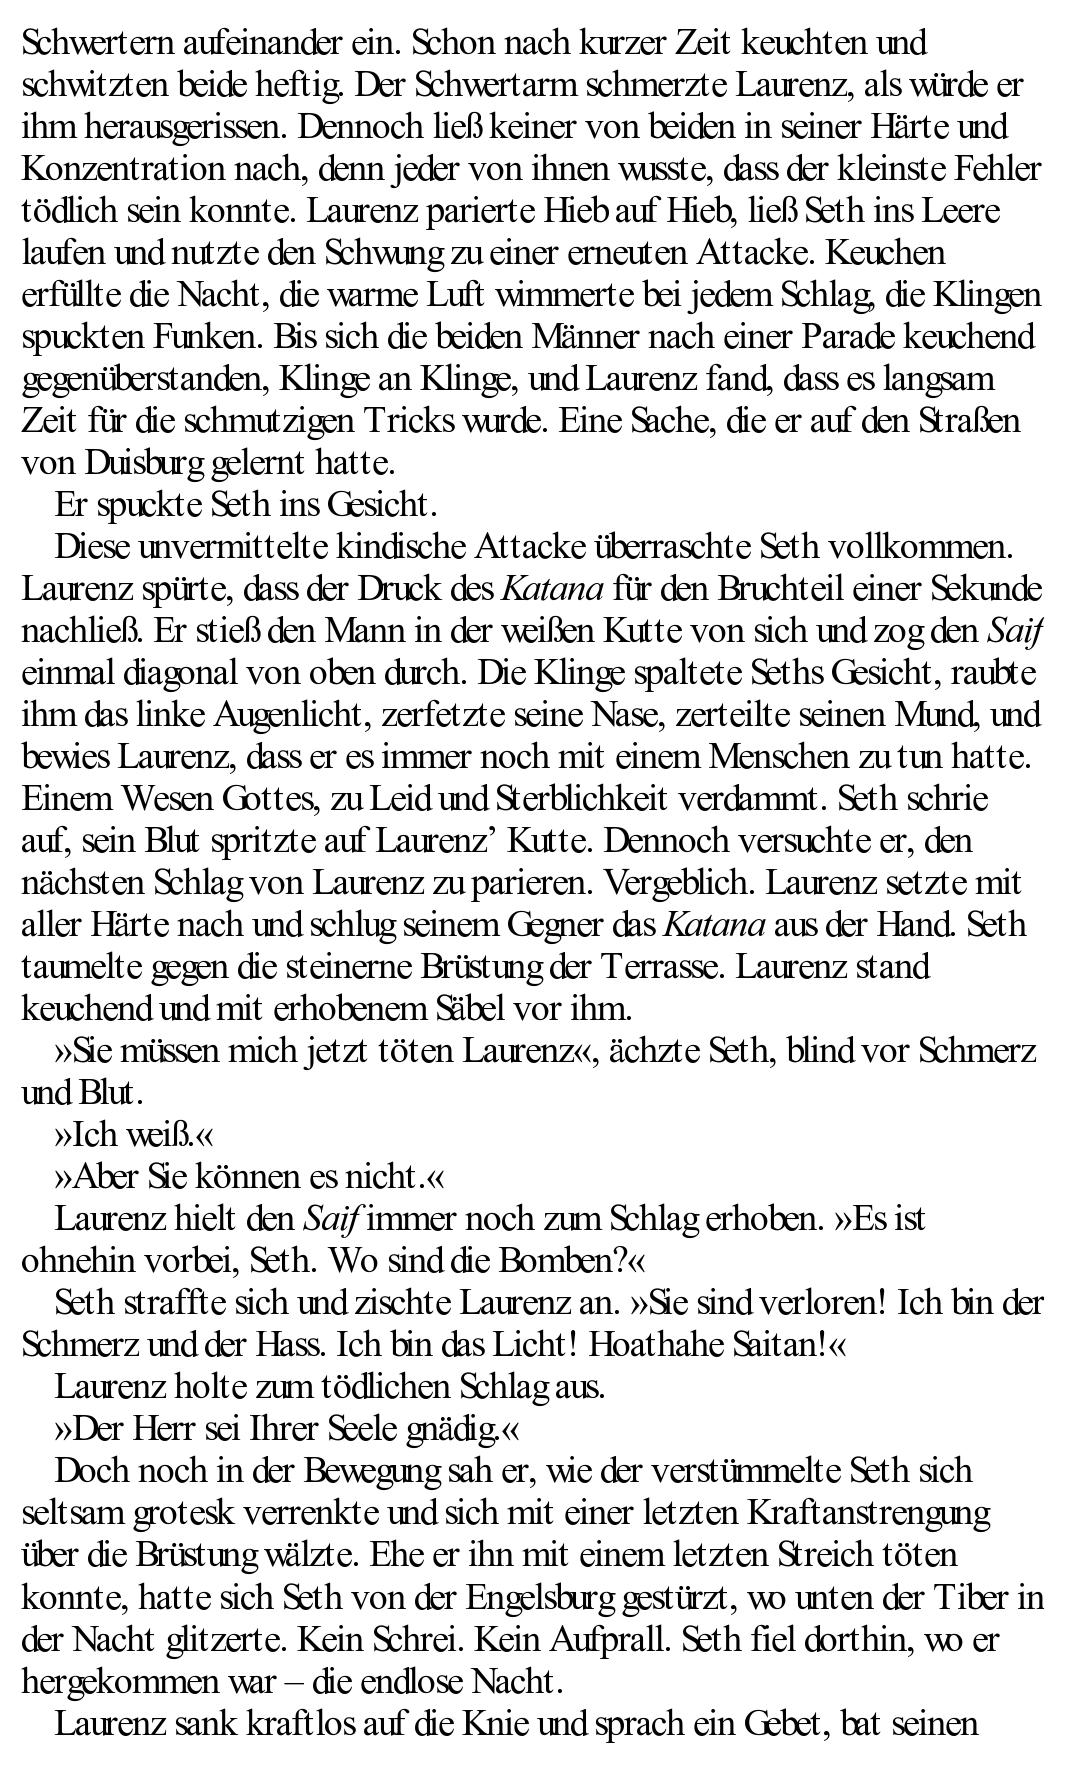 Schwertern aufeinander ein. Schon nach kurzer Zeit keuchten und
schwitzten beide heftig. Der Schwertarm schmerzte Laurenz, als würde er
ihm herausgerissen. Dennoch ließ keiner von beiden in seiner Härte und
Konzentration nach, denn jeder von ihnen wusste, dass der kleinste Fehler
tödlich sein konnte. Laurenz parierte Hieb auf Hieb, ließ Seth ins Leere
laufen und nutzte den Schwung zu einer erneuten Attacke. Keuchen
erfüllte die Nacht, die warme Luft wimmerte bei jedem Schlag, die Klingen
spuckten Funken. Bis sich die beiden Männer nach einer Parade keuchend
gegenüberstanden, Klinge an Klinge, und Laurenz fand, dass es langsam
Zeit für die schmutzigen Tricks wurde. Eine Sache, die er auf den Straßen
von Duisburg gelernt hatte.
Er spuckte Seth ins Gesicht.
Diese unvermittelte kindische Attacke überraschte Seth vollkommen.
Laurenz spürte, dass der Druck des Katana für den Bruchteil einer Sekunde
nachließ. Er stieß den Mann in der weißen Kutte von sich und zog den Saif
einmal diagonal von oben durch. Die Klinge spaltete Seths Gesicht, raubte
ihm das linke Augenlicht, zerfetzte seine Nase, zerteilte seinen Mund, und
bewies Laurenz, dass er es immer noch mit einem Menschen zu tun hatte.
Einem Wesen Gottes, zu Leid und Sterblichkeit verdammt. Seth schrie
auf, sein Blut spritzte auf Laurenz’ Kutte. Dennoch versuchte er, den
nächsten Schlag von Laurenz zu parieren. Vergeblich. Laurenz setzte mit
aller Härte nach und schlug seinem Gegner das Katana aus der Hand. Seth
taumelte gegen die steinerne Brüstung der Terrasse. Laurenz stand
keuchend und mit erhobenem Säbel vor ihm.
»Sie müssen mich jetzt töten Laurenz«, ächzte Seth, blind vor Schmerz
und Blut.
»Ich weiß.«
»Aber Sie können es nicht.«
Laurenz hielt den Saif immer noch zum Schlag erhoben. »Es ist
ohnehin vorbei, Seth. Wo sind die Bomben?«
Seth straffte sich und zischte Laurenz an. »Sie sind verloren! Ich bin der
Schmerz und der Hass. Ich bin das Licht! Hoathahe Saitan!«
Laurenz holte zum tödlichen Schlag aus.
»Der Herr sei Ihrer Seele gnädig.«
Doch noch in der Bewegung sah er, wie der verstümmelte Seth sich
seltsam grotesk verrenkte und sich mit einer letzten Kraftanstrengung
über die Brüstung wälzte. Ehe er ihn mit einem letzten Streich töten
konnte, hatte sich Seth von der Engelsburg gestürzt, wo unten der Tiber in
der Nacht glitzerte. Kein Schrei. Kein Aufprall. Seth fiel dorthin, wo er
hergekommen war – die endlose Nacht.
Laurenz sank kraftlos auf die Knie und sprach ein Gebet, bat seinen